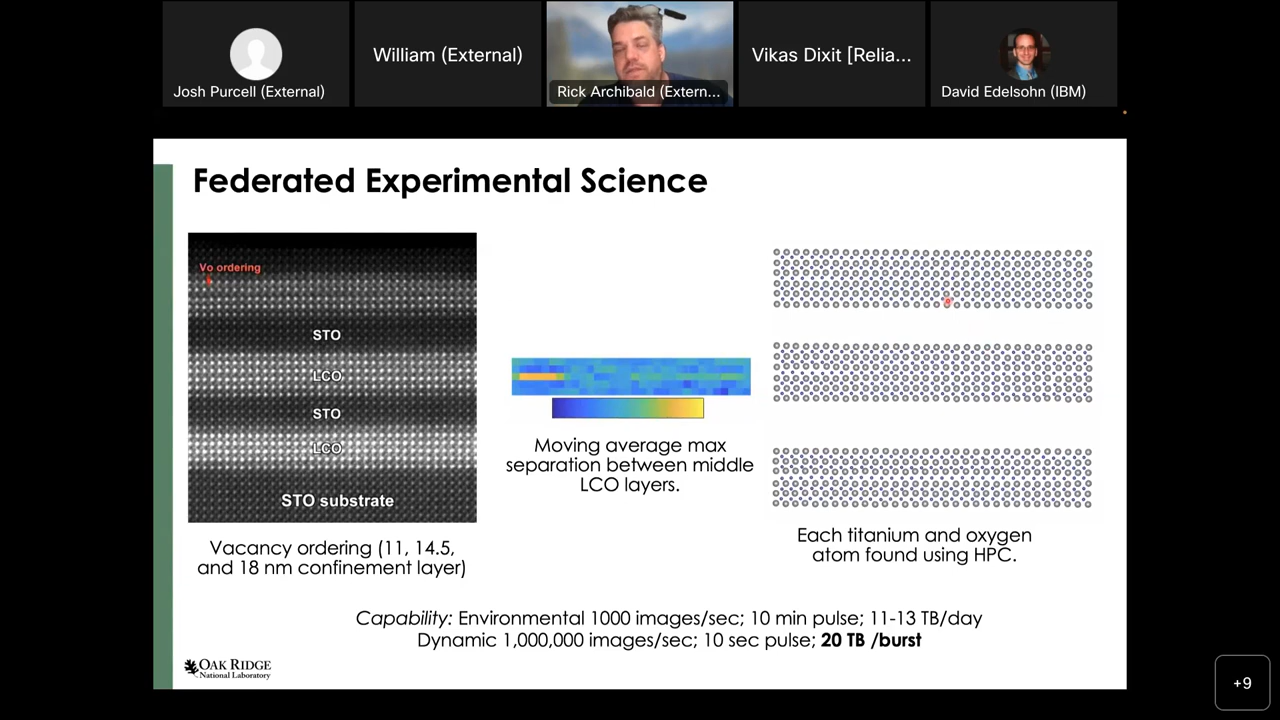 Josh Purcell (External)
William (External)
Rick Archibald (Extern...
Vikas Dixit [Relia...
David Edelsohn (IBM)
Federated Experimental Science
Vo ordering
STO
LCO
STO
LCO
STO substrate
Vacancy ordering (11, 14.5,
and 18 nm confinement layer)
Moving average max
separation between middle
LCO layers.
Each titanium and oxygen
atom found using HPC.
Capability: Environmental 1000 images/sec; 10 min pulse; 11-13 TB/day
Dynamic 1,000,000 images/sec; 10 sec pulse; 20 TB /burst
OAK RIDGE
National Laboratory
+9